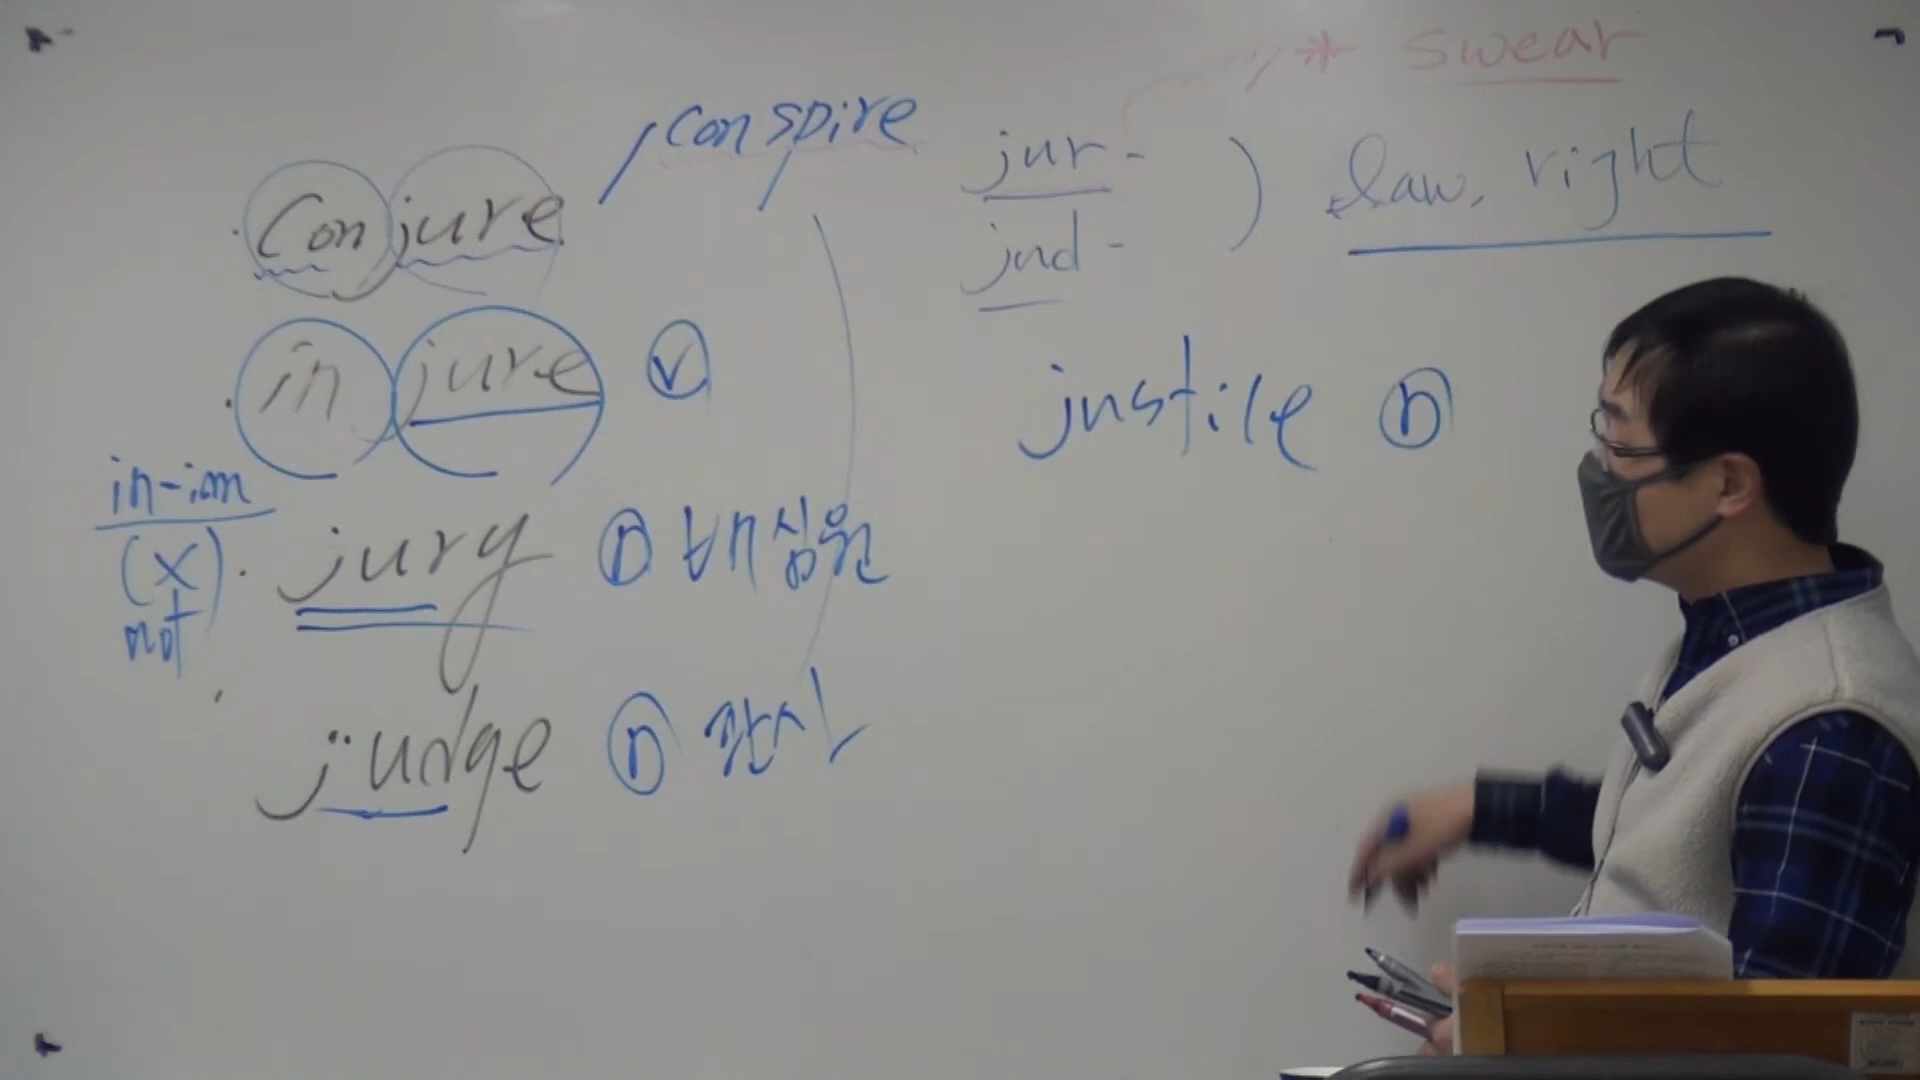 * swear
conspire
conjure
jur- ) law, right
jud-
injure ⓥ
justice ⓝ
in-im
(x)
not
jury ⓝ 배심원
judge ⓝ 판사